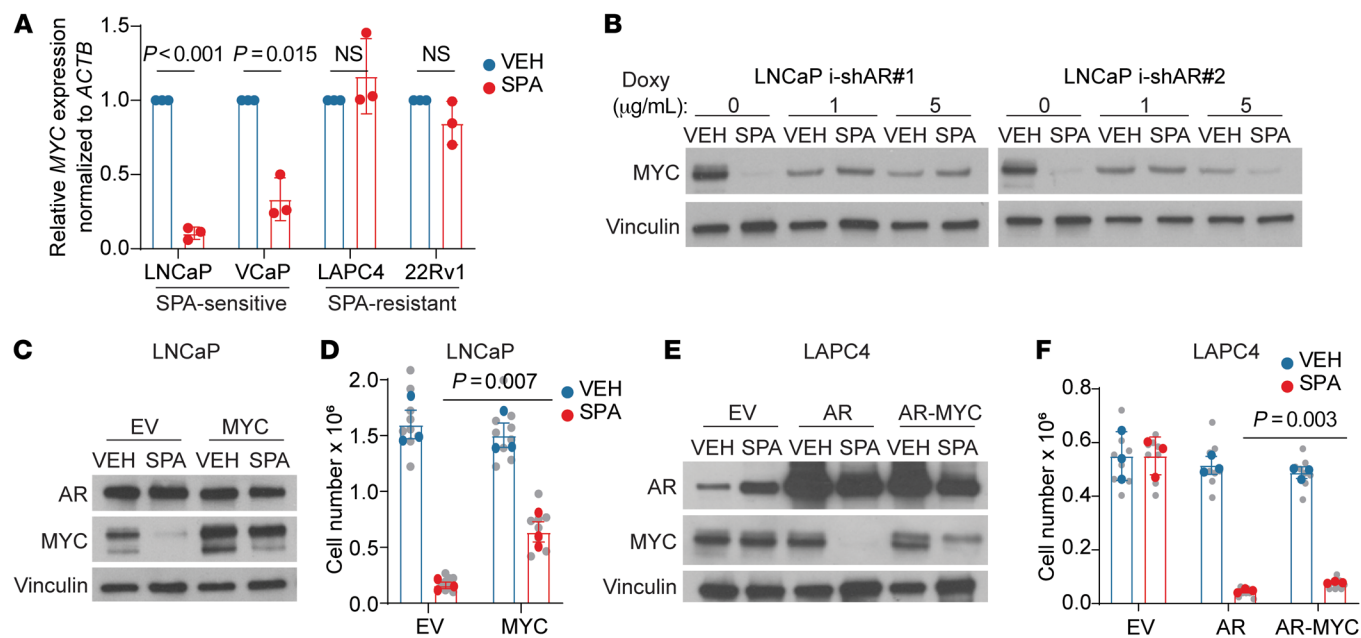 A
Relative MYC expression
normalized to ACTB
1.5
1.0
0.5
0.0
P<0.001
P=0.015
NS
NS
VEH
SPA
LNCaP
VCaP
LAPC4
22Rv1
SPA-sensitive
SPA-resistant
B
Doxy
(μg/mL):
LNCaP i-shAR#1
LNCaP i-shAR#2
0 1 5
0 1 5
VEH SPA VEH SPA VEH SPA
VEH SPA VEH SPA VEH SPA
MYC
Vinculin
C
LNCaP
EV MYC
VEH SPA VEH SPA
AR
MYC
Vinculin
D
LNCaP
Cell number x 10⁶
2.0
1.5
1.0
0.5
0.0
P=0.007
VEH
SPA
EV
MYC
E
LAPC4
EV AR AR-MYC
VEH SPA VEH SPA VEH SPA
AR
MYC
Vinculin
F
LAPC4
VEH
SPA
Cell number x 10⁶
0.8
0.6
0.4
0.2
0.0
P=0.003
EV
AR
AR-MYC